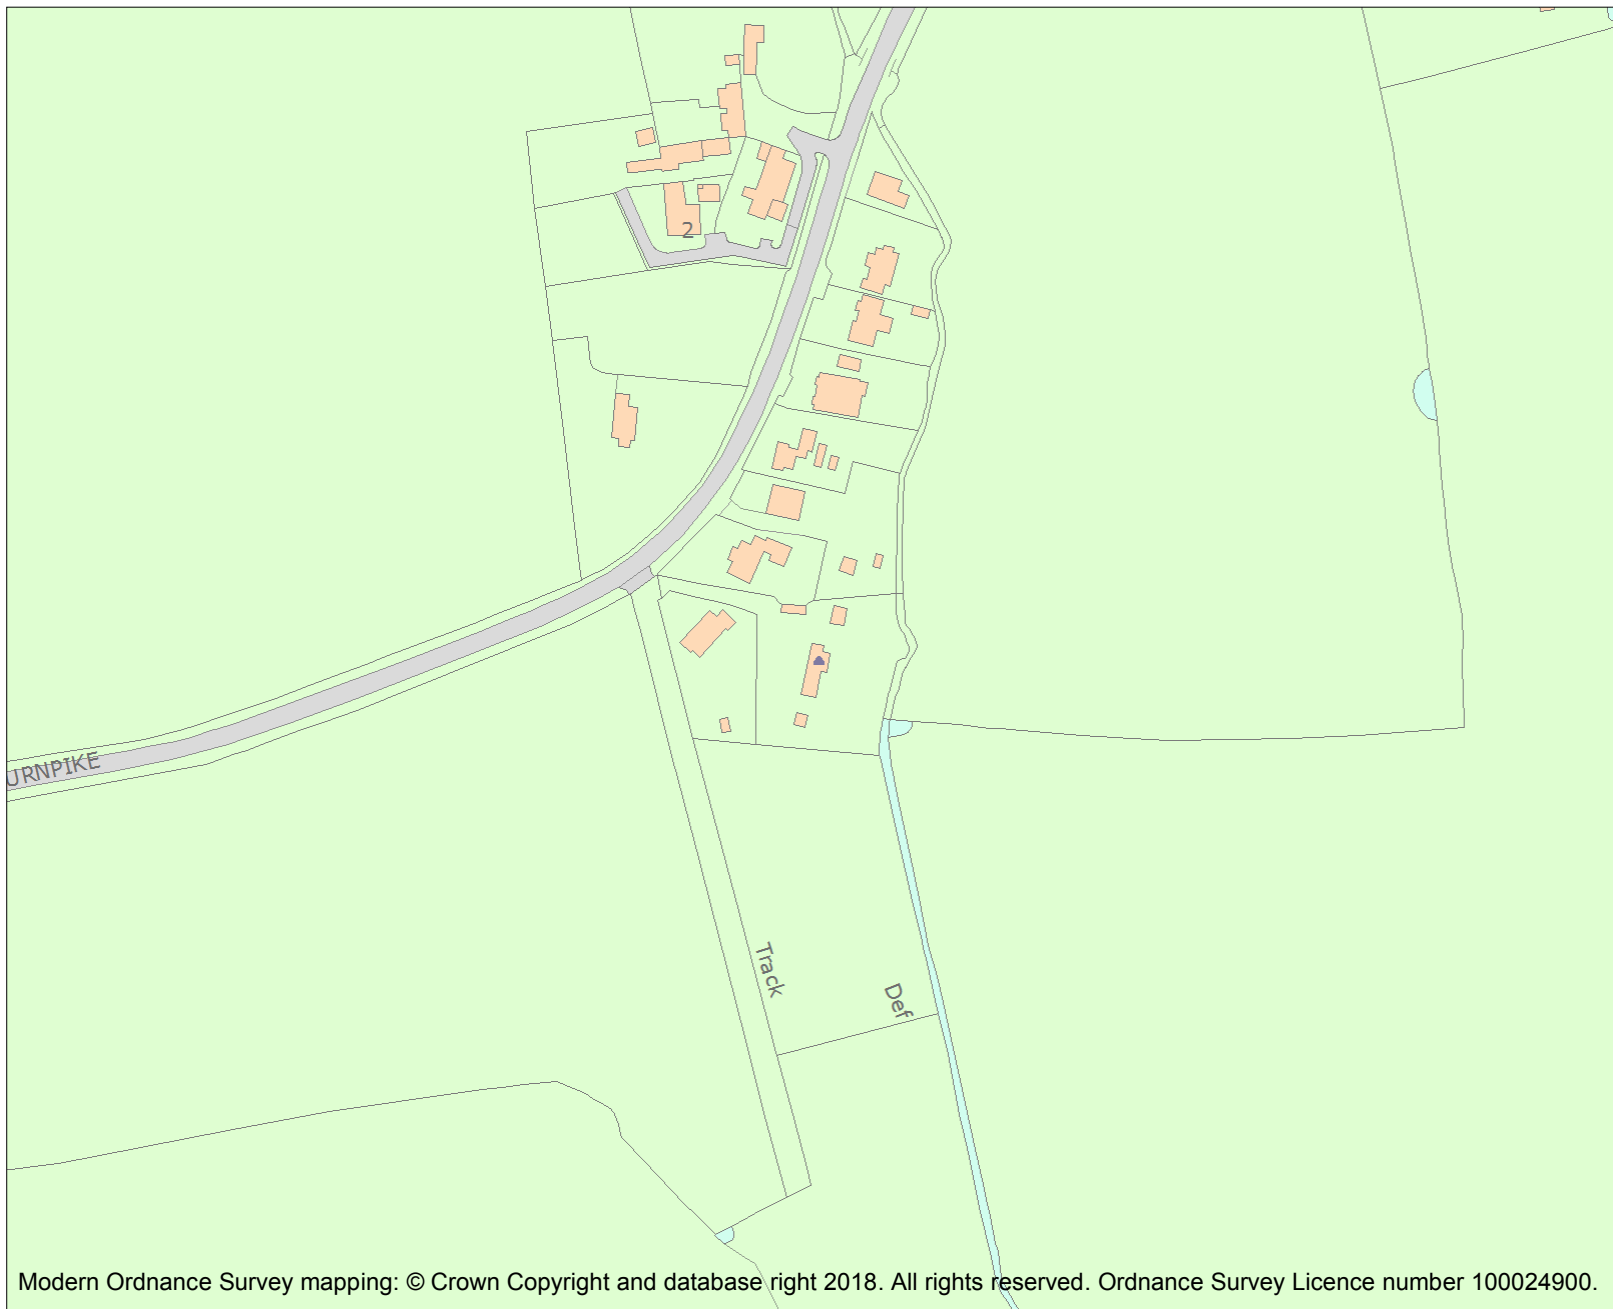 2
URNPIKE
Track
Def
Modern Ordnance Survey mapping: © Crown Copyright and database right 2018. All rights reserved. Ordnance Survey Licence number 100024900.